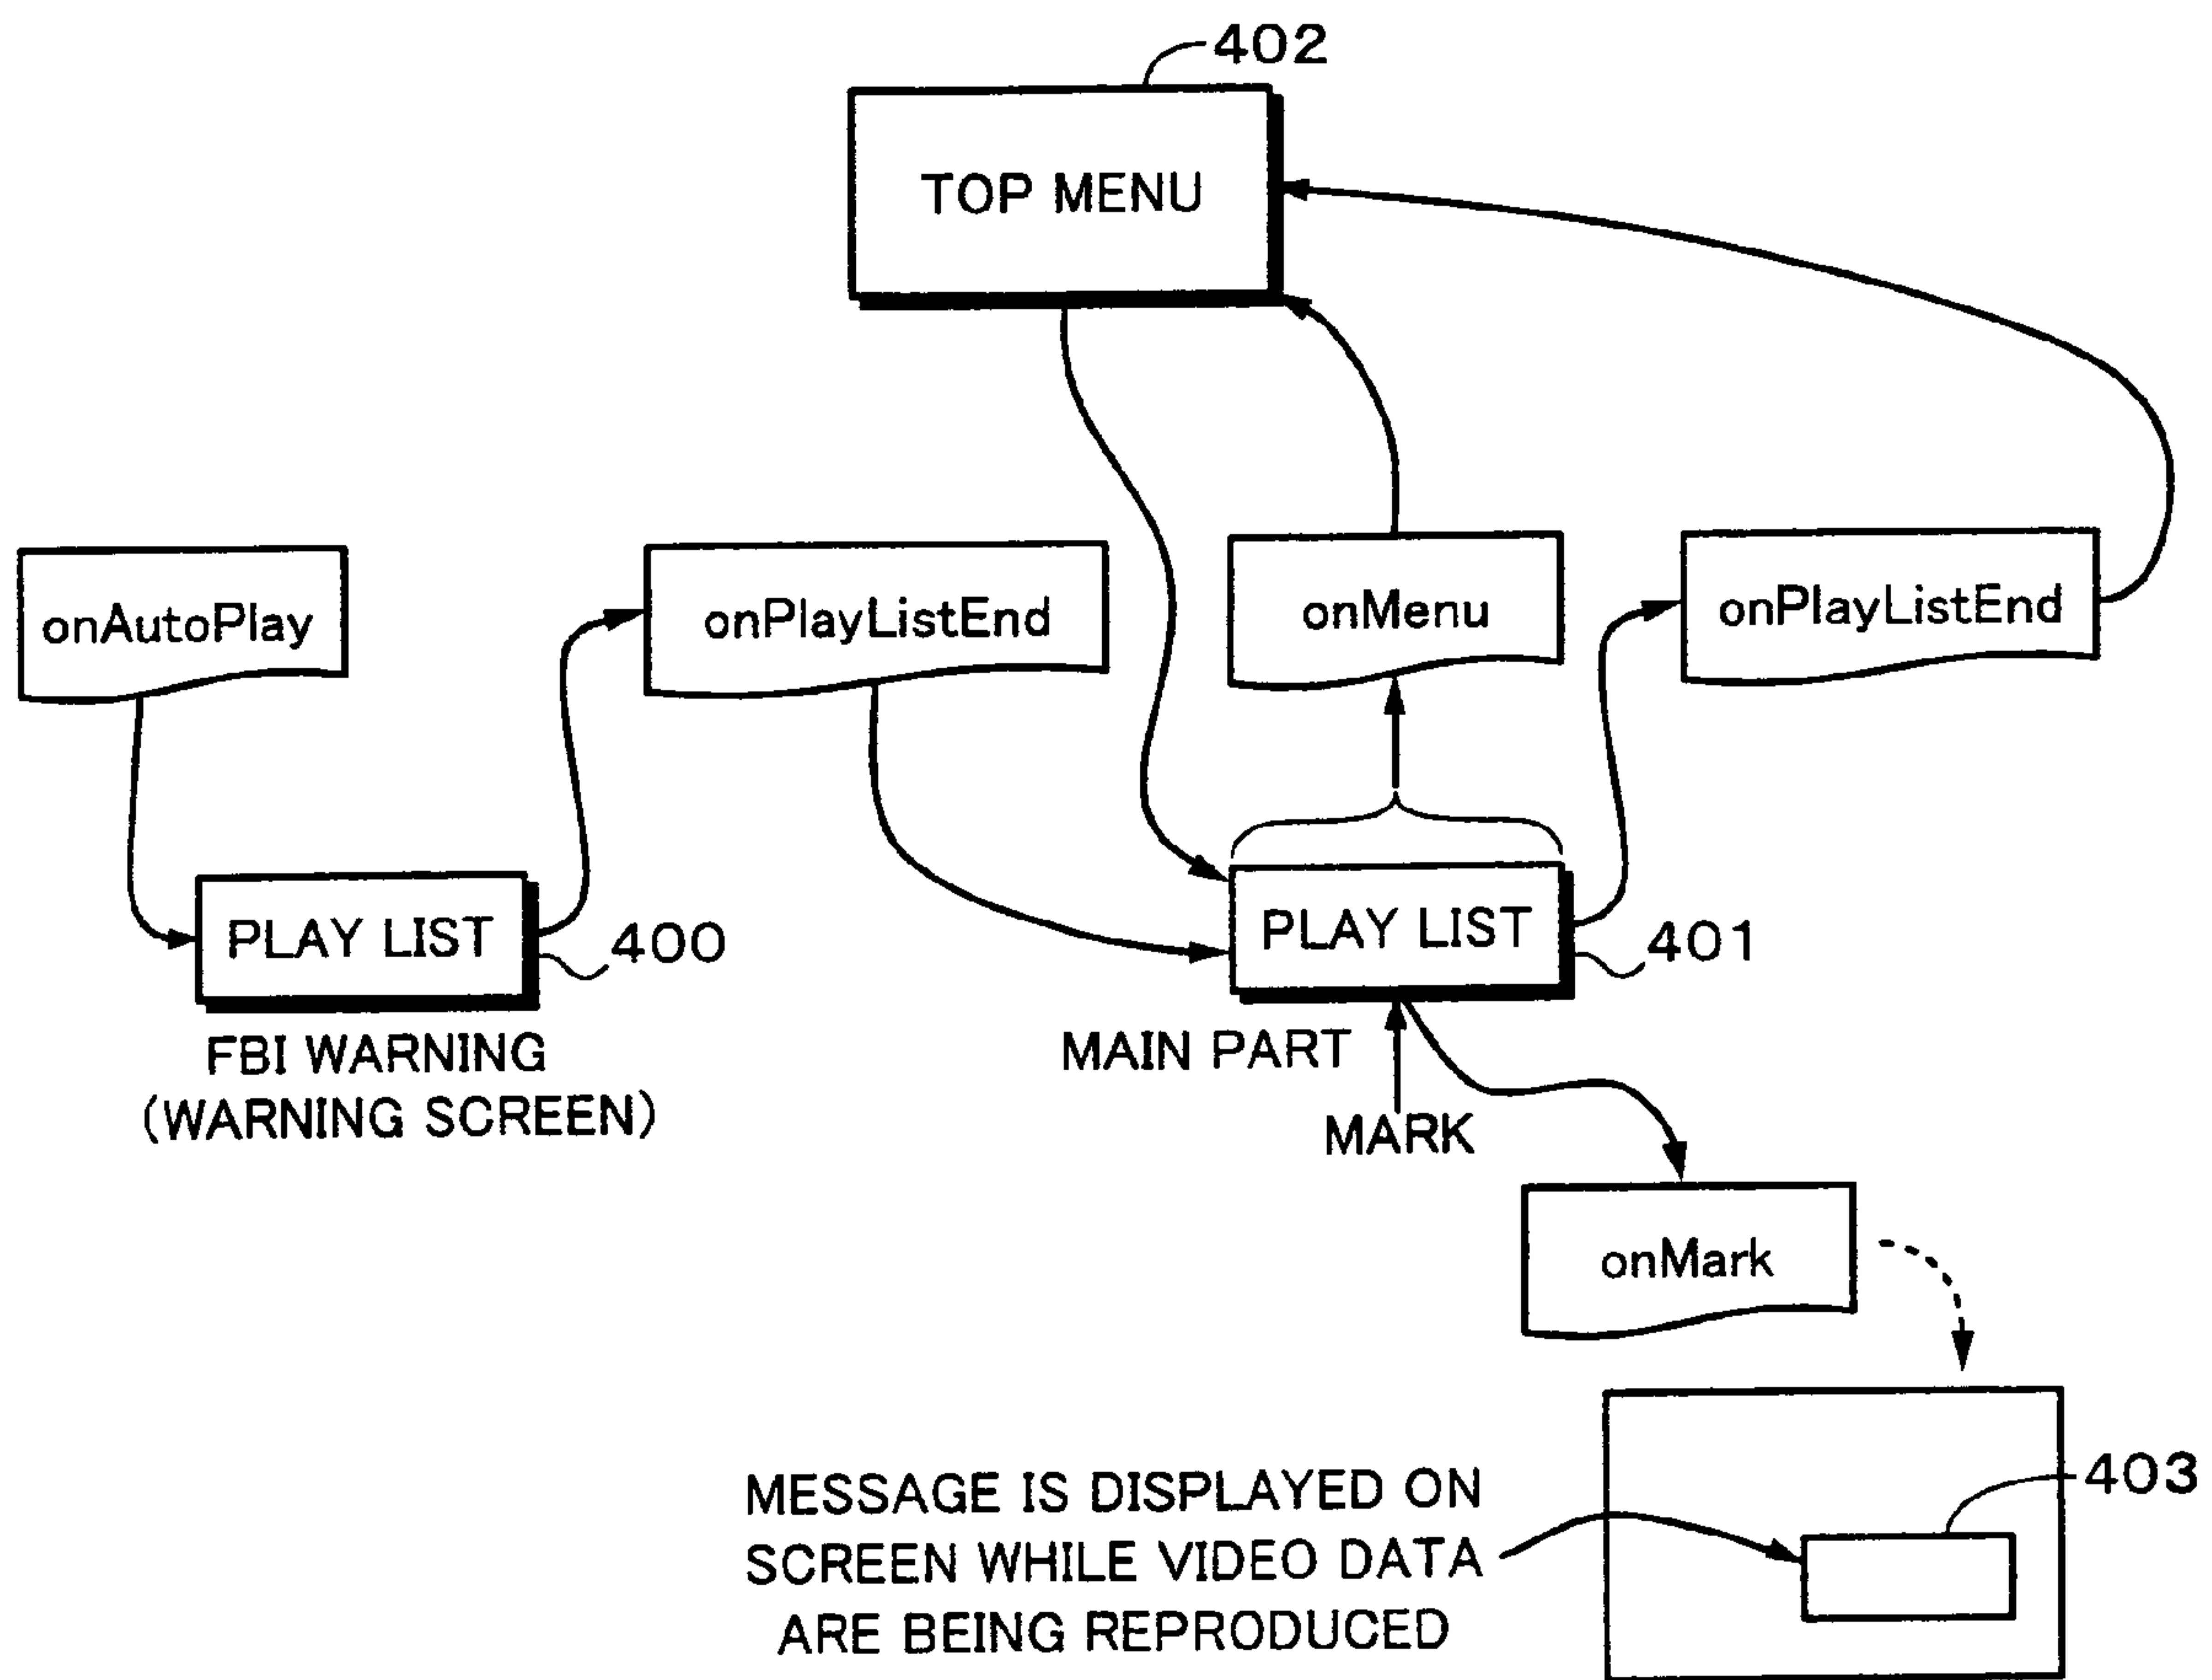 402
TOP MENU
onAutoPlay
onPlayListEnd
onMenu
onPlayListEnd
PLAY LIST
400
PLAY LIST
401
FBI WARNING
(WARNING SCREEN)
MAIN PART
MARK
onMark
MESSAGE IS DISPLAYED ON
SCREEN WHILE VIDEO DATA
ARE BEING REPRODUCED
403